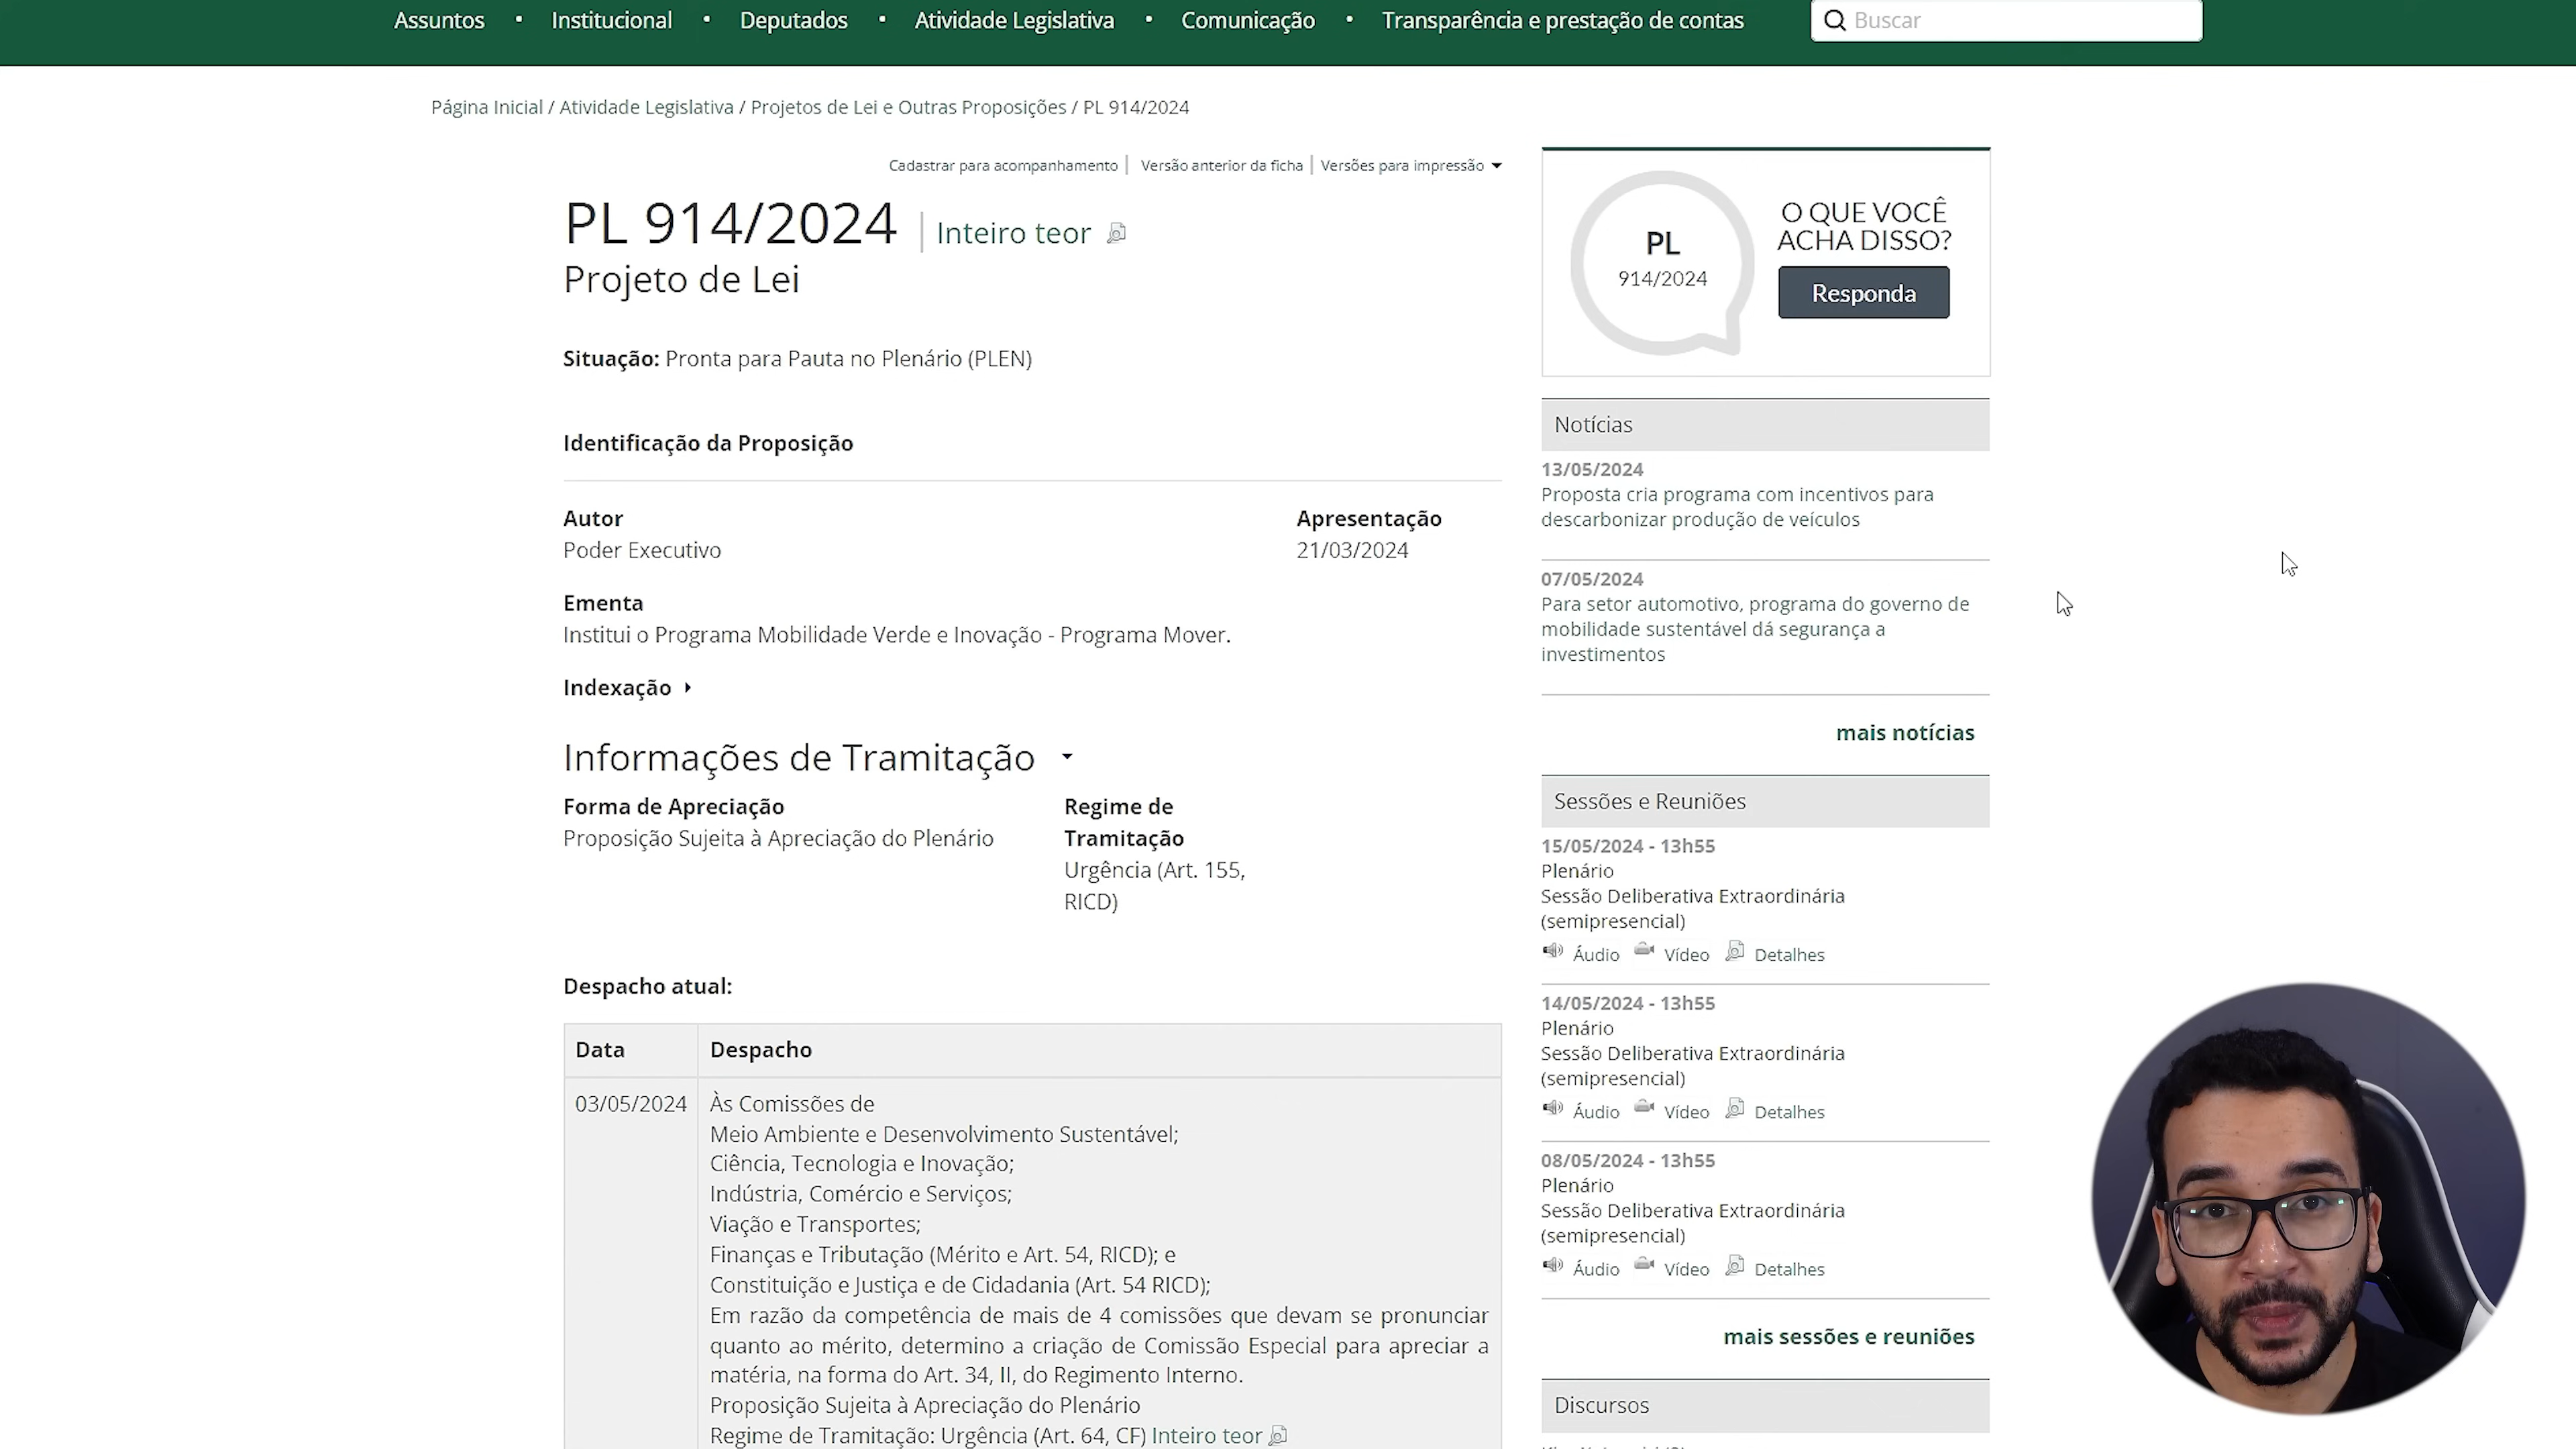 Assuntos • Institucional • Deputados • Atividade Legislativa • Comunicação • Transparência e prestação de contas
Buscar
Página Inicial / Atividade Legislativa / Projetos de Lei e Outras Proposições / PL 914/2024
Cadastrar para acompanhamento | Versão anterior da ficha | Versões para impressão
PL 914/2024 | Inteiro teor
Projeto de Lei
Situação: Pronta para Pauta no Plenário (PLEN)
Identificação da Proposição
Autor
Poder Executivo
Apresentação
21/03/2024
Ementa
Institui o Programa Mobilidade Verde e Inovação - Programa Mover.
Indexação
Informações de Tramitação
Forma de Apreciação
Proposição Sujeita à Apreciação do Plenário
Regime de
Tramitação
Urgência (Art. 155,
RICD)
Despacho atual:
Data
Despacho
03/05/2024
Às Comissões de
Meio Ambiente e Desenvolvimento Sustentável;
Ciência, Tecnologia e Inovação;
Indústria, Comércio e Serviços;
Viação e Transportes;
Finanças e Tributação (Mérito e Art. 54, RICD); e
Constituição e Justiça e de Cidadania (Art. 54 RICD);
Em razão da competência de mais de 4 comissões que devam se pronunciar
quanto ao mérito, determino a criação de Comissão Especial para apreciar a
matéria, na forma do Art. 34, II, do Regimento Interno.
Proposição Sujeita à Apreciação do Plenário
Regime de Tramitação: Urgência (Art. 64, CF) Inteiro teor
PL
914/2024
O QUE VOCÊ
ACHA DISSO?
Responda
Notícias
13/05/2024
Proposta cria programa com incentivos para
descarbonizar produção de veículos
07/05/2024
Para setor automotivo, programa do governo de
mobilidade sustentável dá segurança a
investimentos
mais notícias
Sessões e Reuniões
15/05/2024 - 13h55
Plenário
Sessão Deliberativa Extraordinária
(semipresencial)
Áudio Vídeo Detalhes
14/05/2024 - 13h55
Plenário
Sessão Deliberativa Extraordinária
(semipresencial)
Áudio Vídeo Detalhes
08/05/2024 - 13h55
Plenário
Sessão Deliberativa Extraordinária
(semipresencial)
Áudio Vídeo Detalhes
mais sessões e reuniões
Discursos